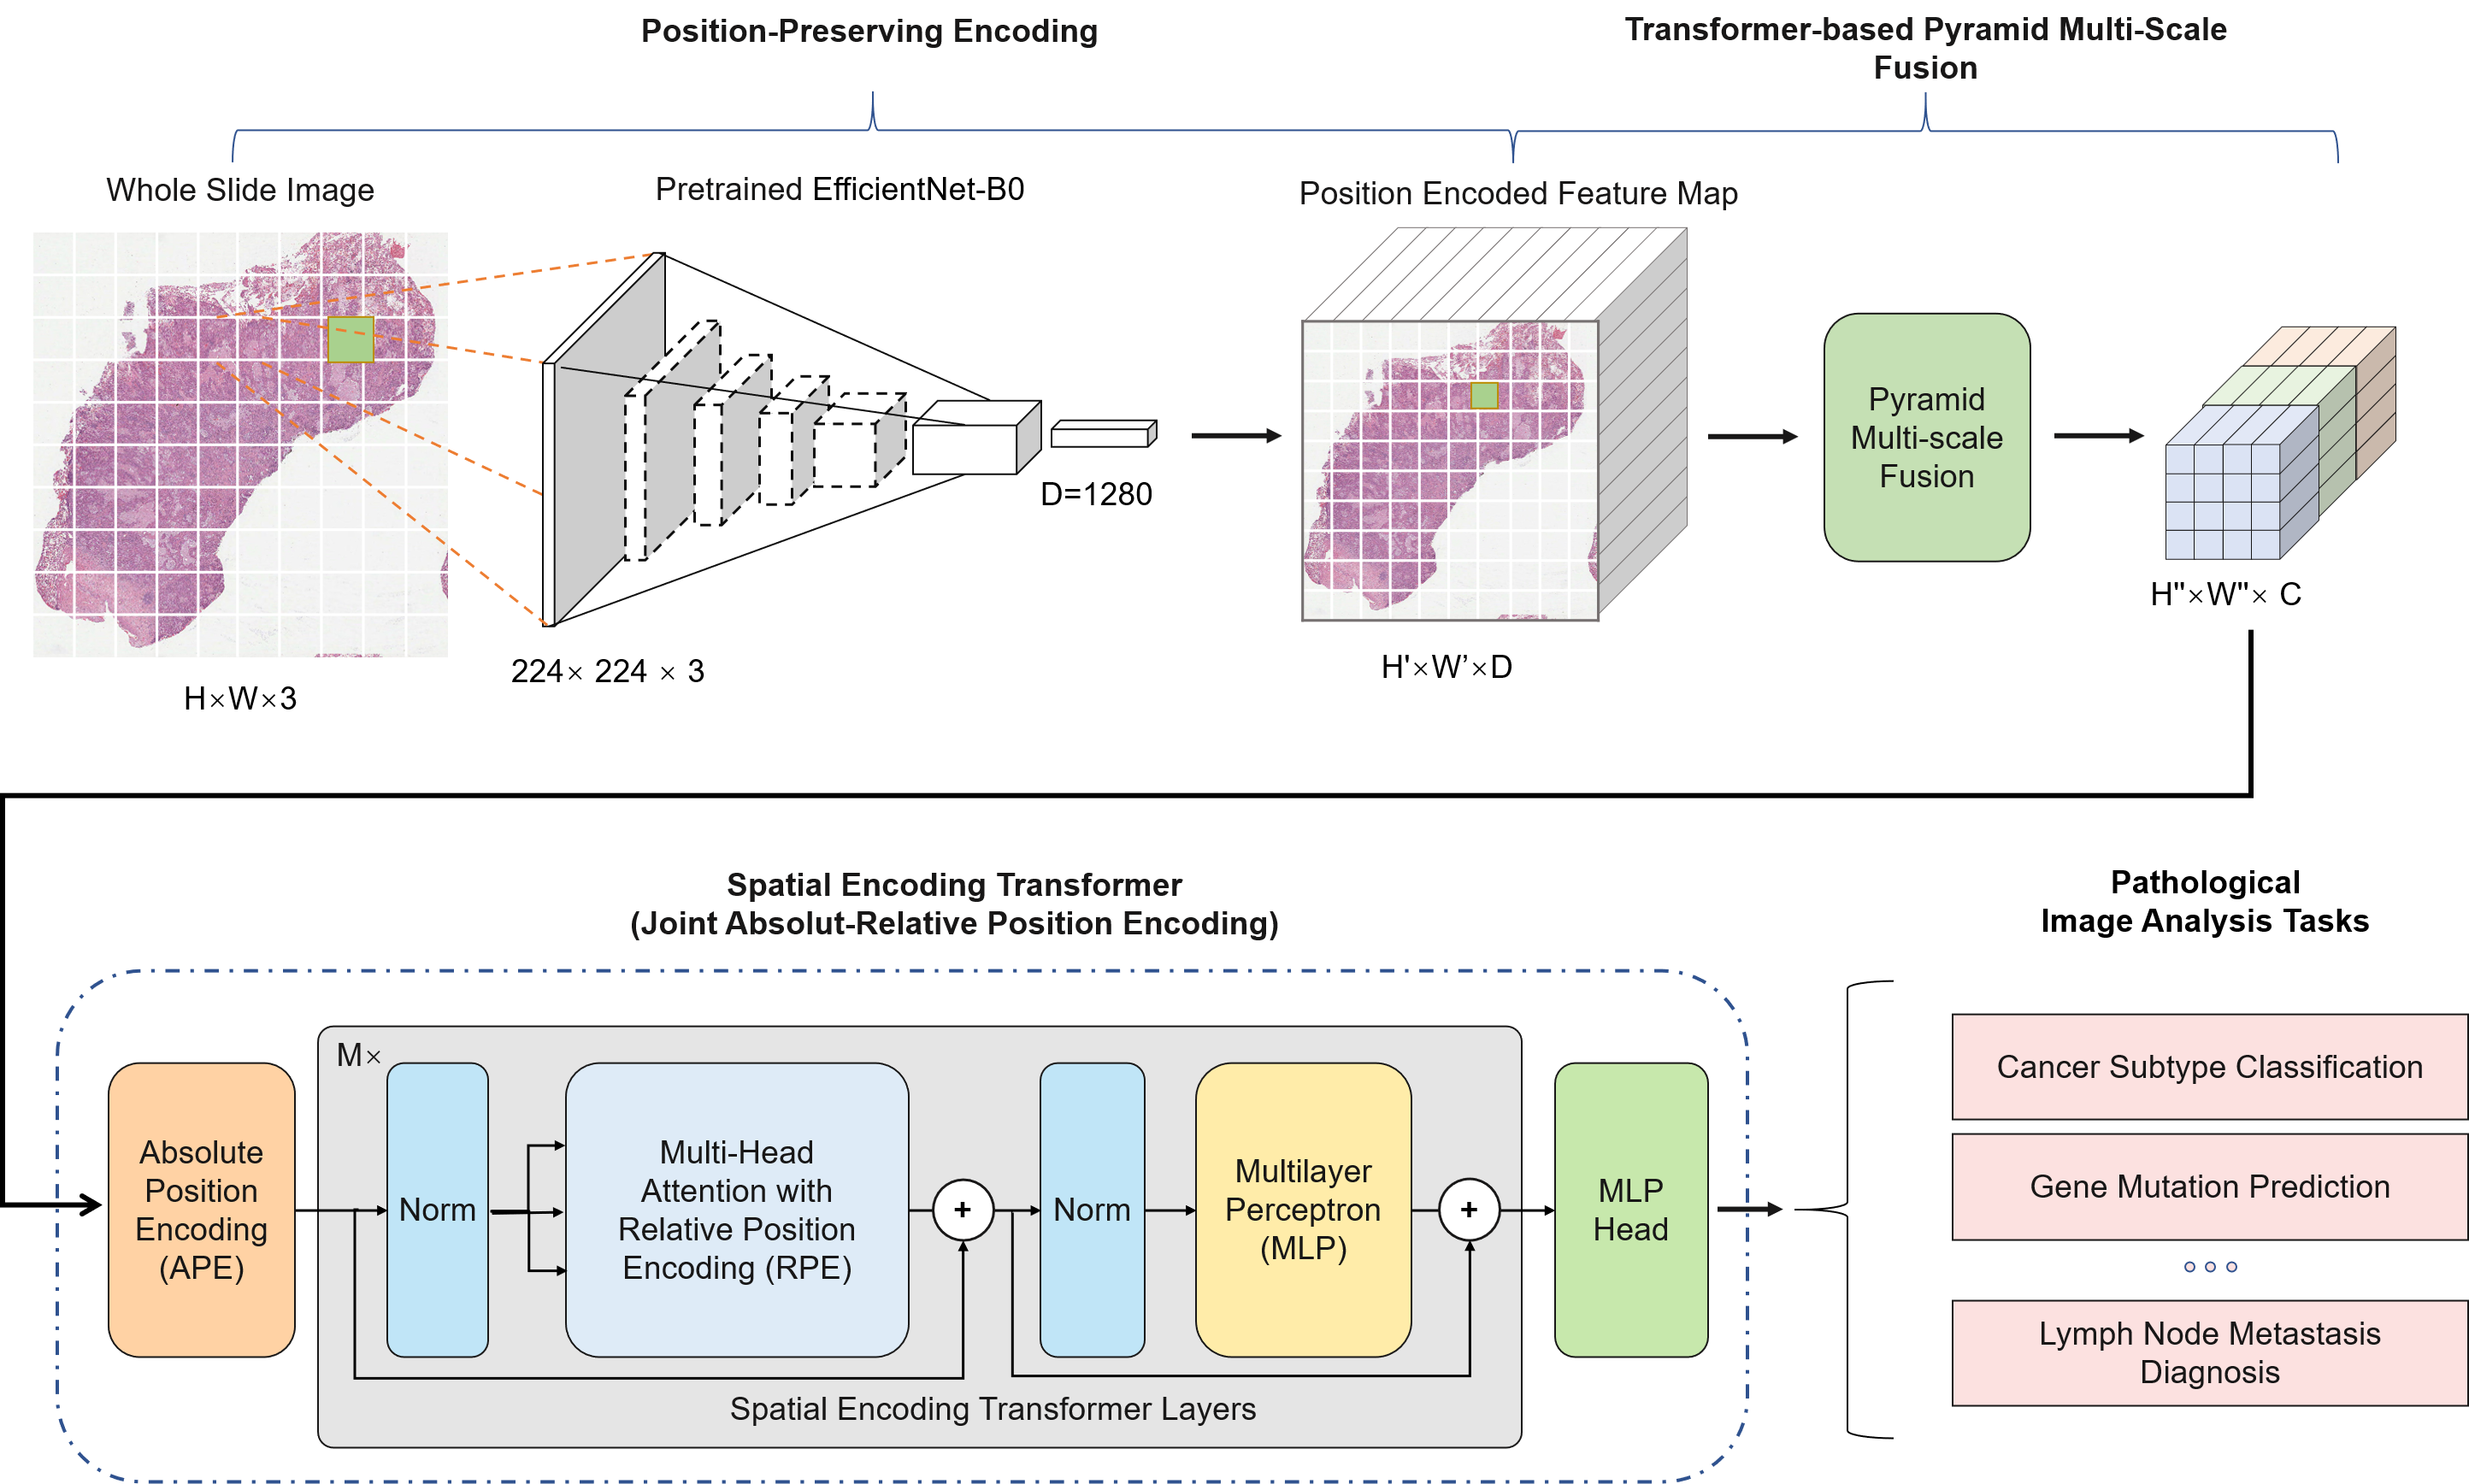 Position-Preserving Encoding
Transformer-based Pyramid Multi-Scale
Fusion
Whole Slide Image
Pretrained EfficientNet-B0
Position Encoded Feature Map
Pyramid
Multi-scale
Fusion
D=1280
H×W×3
224× 224 × 3
H'×W’×D
H"×W"× C
Spatial Encoding Transformer
(Joint Absolut-Relative Position Encoding)
Pathological
Image Analysis Tasks
M×
Absolute
Position
Encoding
(APE)
Norm
Multi-Head
Attention with
Relative Position
Encoding (RPE)
+
Norm
Multilayer
Perceptron
(MLP)
+
MLP
Head
Spatial Encoding Transformer Layers
Cancer Subtype Classification
Gene Mutation Prediction
Lymph Node Metastasis
Diagnosis